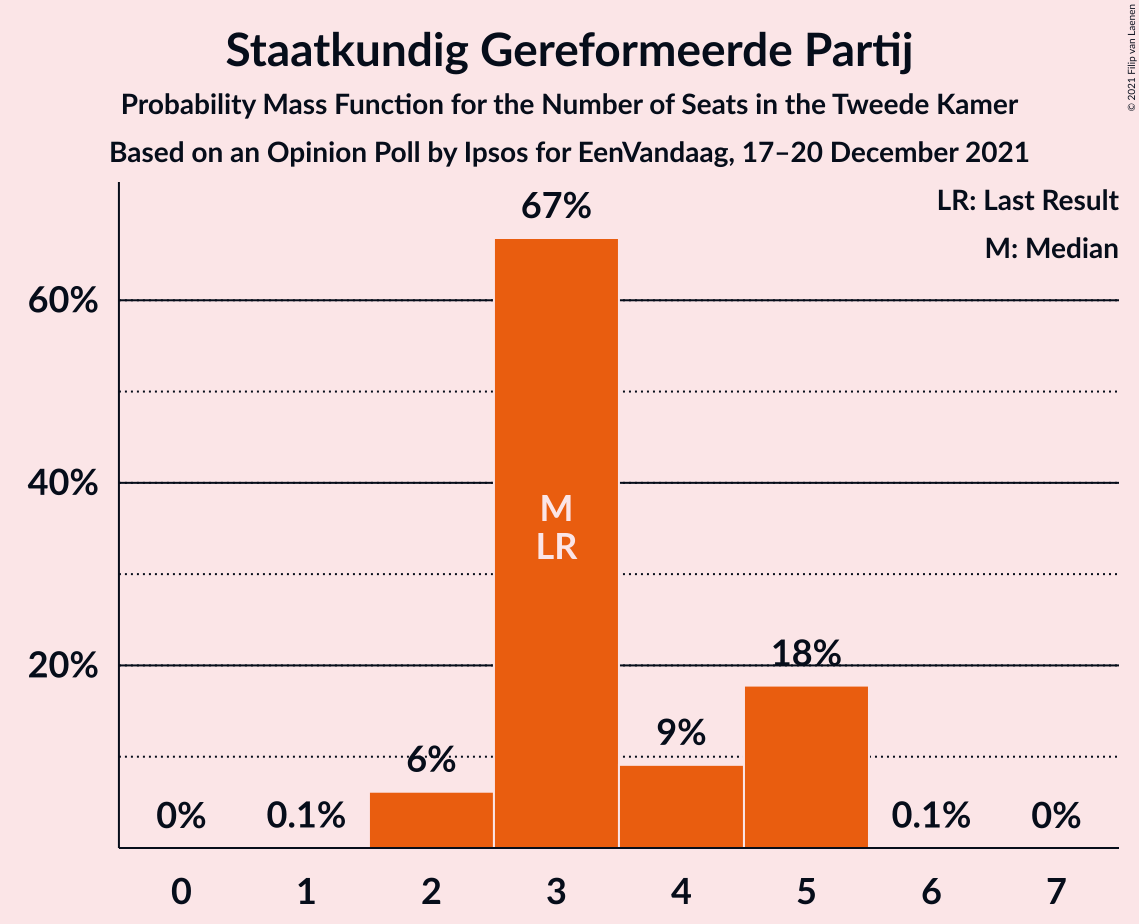 Staatkundig Gereformeerde Partij
Probability Mass Function for the Number of Seats in the Tweede Kamer
Based on an Opinion Poll by Ipsos for EenVandaag, 17–20 December 2021
© 2021 Filip van Laenen
LR: Last Result
M: Median
60%
40%
20%
0%
0.1%
6%
67%
M
LR
9%
18%
0.1%
0%
0 1 2 3 4 5 6 7